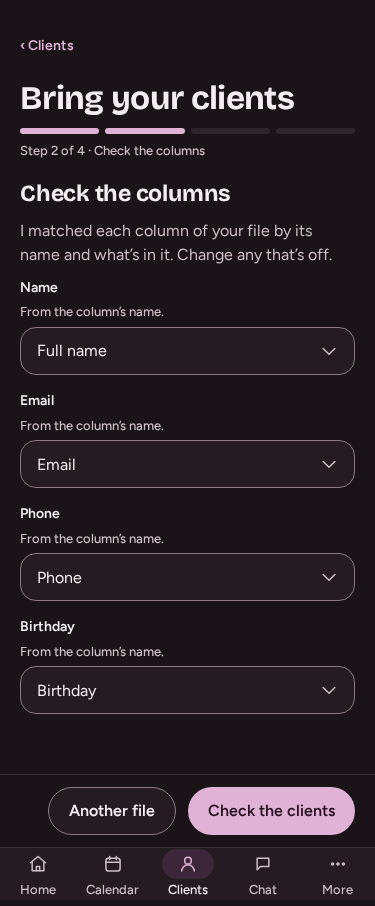 ‹ Clients
Bring your clients
Step 2 of 4 · Check the columns
Check the columns
I matched each column of your file by its
name and what’s in it. Change any that’s off.
Name
From the column’s name.
Full name
Email
From the column’s name.
Email
Phone
From the column’s name.
Phone
Birthday
From the column’s name.
Birthday
Another file
Check the clients
Home
Calendar
Clients
Chat
More